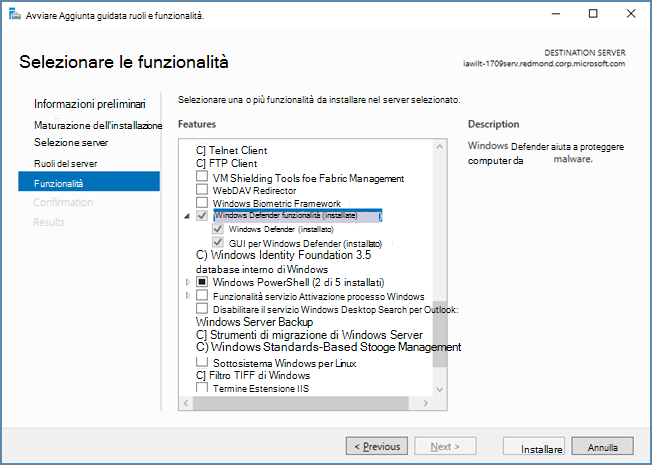 Avviare Aggiunta guidata ruoli e funzionalità.
Selezionare le funzionalità
DESTINATION SERVER
iawilt-1709serv.redmond.corp.microsoft.com
Informazioni preliminari
Maturazione dell'installazione
Selezione server
Ruoli del server
Funzionalità
Confirmation
Results
Selezionare una o più funzionalità da installare nel server selezionato.
Features
C] Telnet Client
C] FTP Client
VM Shielding Tools foe Fabric Management
WebDAV Redirector
Windows Biometric Framework
Windows Defender funzionalità (installate)
Windows Defender (installato)
GUI per Windows Defender (installato)
C) Windows Identity Foundation 3.5
database interno di Windows
Windows PowerShell (2 di 5 installati)
Funzionalità servizio Attivazione processo Windows
Disabilitare il servizio Windows Desktop Search per Outlook:
Windows Server Backup
C] Strumenti di migrazione di Windows Server
C) Windows Standards-Based Stooge Management
Sottosistema Windows per Linux
C] Filtro TIFF di Windows
Termine Estensione IIS
Description
Windows Defender aiuta a proteggere
computer da malware.
< Previous
Next >
Installare
Annulla